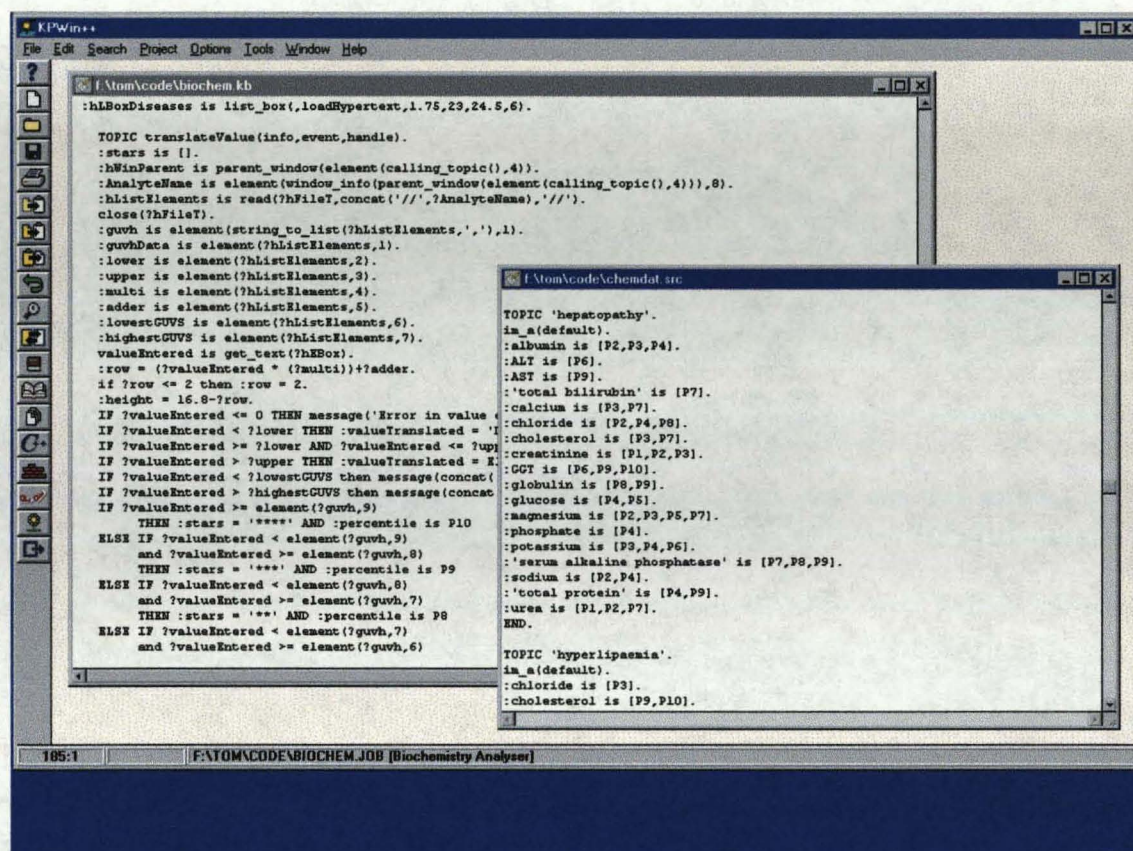 KPWin++
File Edit Search Project Options Tools Window Help
f:\tom\code\biochem.kb
:hLBoxDiseases is list_box(,loadHypertext,1.75,23,24.5,6).
TOPIC translateValue(info,event,handle).
:stars is [].
:hWinParent is parent_window(element(calling_topic(),4)).
:AnalyteName is element(window_info(parent_window(element(calling_topic(),4))),8).
:hListElements is read(?hFileT,concat('//',?AnalyteName),'//').
close(?hFileT).
:guvh is element(string_to_list(?hListElements,','),1).
:guvhData is element(?hListElements,1).
:lower is element(?hListElements,2).
:upper is element(?hListElements,3).
:multi is element(?hListElements,4).
:adder is element(?hListElements,5).
:lowestGUVS is element(?hListElements,6).
:highestGUVS is element(?hListElements,7).
valueEntered is get_text(?hEBox).
:row = (?valueEntered * (?multi))+?adder.
if ?row <= 2 then :row = 2.
:height = 16.8-?row.
IF ?valueEntered <= 0 THEN message('Error in value
IF ?valueEntered < ?lower THEN :valueTranslated =
IF ?valueEntered >= ?lower AND ?valueEntered <= ?up
IF ?valueEntered > ?upper THEN :valueTranslated =
IF ?valueEntered < ?lowestGUVS then message(concat(
IF ?valueEntered > ?highestGUVS then message(concat
IF ?valueEntered >= element(?guvh,9)
THEN :stars = '****' AND :percentile is P10
ELSE IF ?valueEntered < element(?guvh,9)
and ?valueEntered >= element(?guvh,8)
THEN :stars = '***' AND :percentile is P9
ELSE IF ?valueEntered < element(?guvh,8)
and ?valueEntered >= element(?guvh,7)
THEN :stars = '**' AND :percentile is P8
ELSE IF ?valueEntered < element(?guvh,7)
and ?valueEntered >= element(?guvh,6)
f:\tom\code\chemdat.src
TOPIC 'hepatopathy'.
im_a(default).
:albumin is [P2,P3,P4].
:ALT is [P6].
:AST is [P9].
:'total bilirubin' is [P7].
:calcium is [P3,P7].
:chloride is [P2,P4,P8].
:cholesterol is [P3,P7].
:creatinine is [P1,P2,P3].
:GGT is [P6,P9,P10].
:globulin is [P8,P9].
:glucose is [P4,P5].
:magnesium is [P2,P3,P5,P7].
:phosphate is [P4].
:potassium is [P3,P4,P6].
:'serum alkaline phosphatase' is [P7,P8,P9].
:sodium is [P2,P4].
:'total protein' is [P4,P9].
:urea is [P1,P2,P7].
END.
TOPIC 'hyperlipaemia'.
im_a(default).
:chloride is [P3].
:cholesterol is [P9,P10].
185:1
F:\TOM\CODE\BIOCHEM.JOB [Biochemistry Analyser]